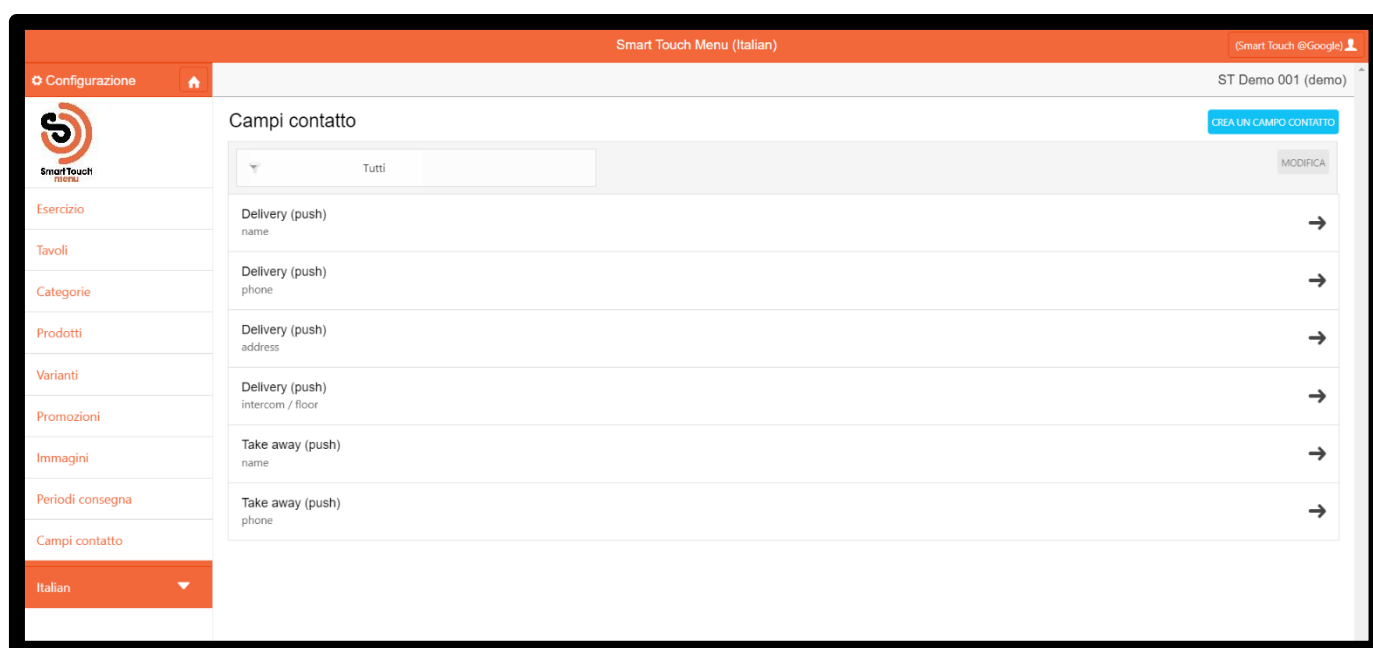 Smart Touch Menu (Italian)
(Smart Touch @Google)
Configurazione
ST Demo 001 (demo)
SmartTouch
menu
Campi contatto
CREA UN CAMPO CONTATTO
Tutti
MODIFICA
Esercizio
Tavoli
Categorie
Prodotti
Varianti
Promozioni
Immagini
Periodi consegna
Campi contatto
Italian
Delivery (push)
name
Delivery (push)
phone
Delivery (push)
address
Delivery (push)
intercom / floor
Take away (push)
name
Take away (push)
phone